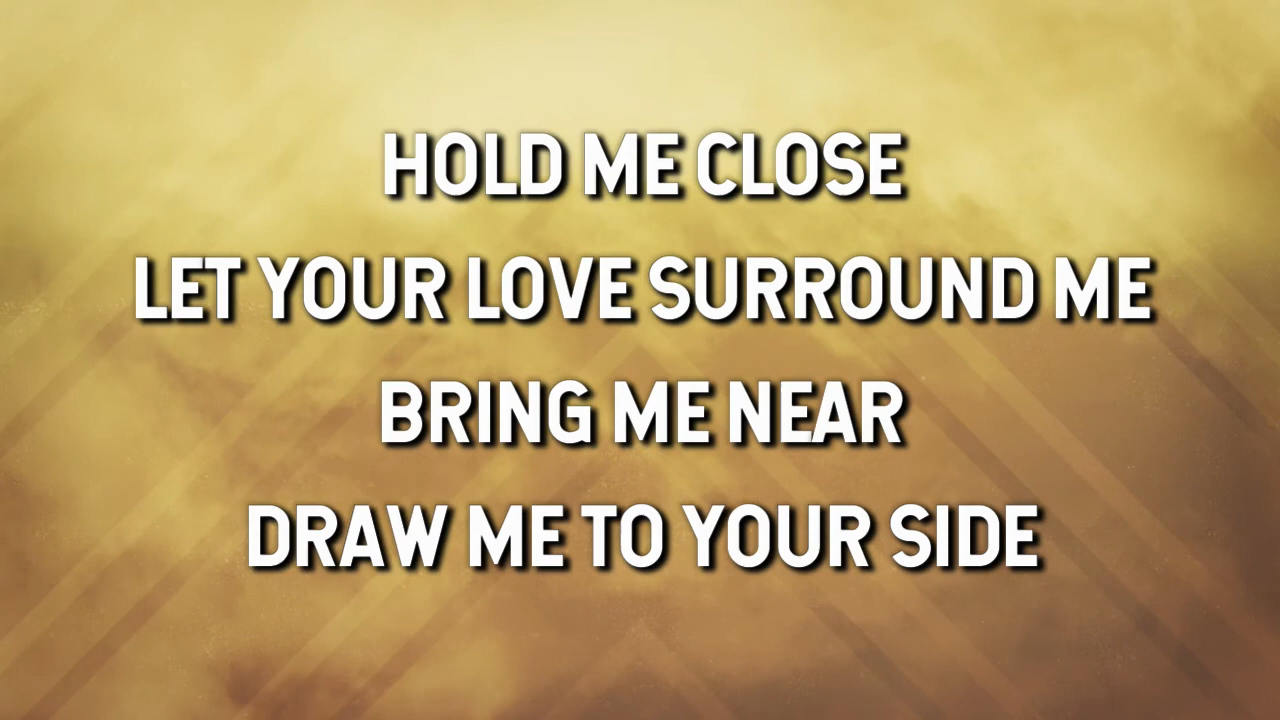 HOLD ME CLOSE
LET YOUR LOVE SURROUND ME
BRING ME NEAR
DRAW ME TO YOUR SIDE